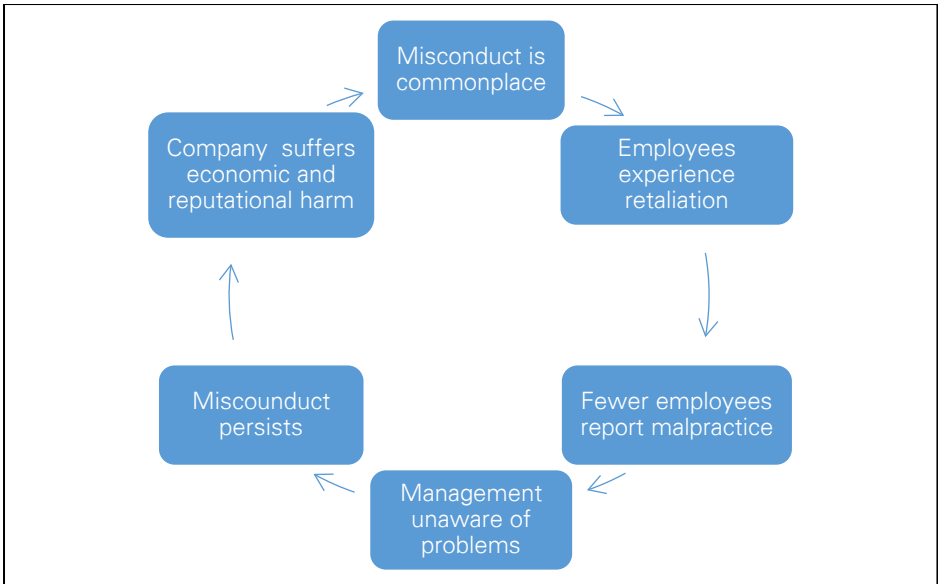 Misconduct is
commonplace
Employees
experience
retaliation
Fewer employees
report malpractice
Management
unaware of
problems
Miscounduct
persists
Company suffers
economic and
reputational harm